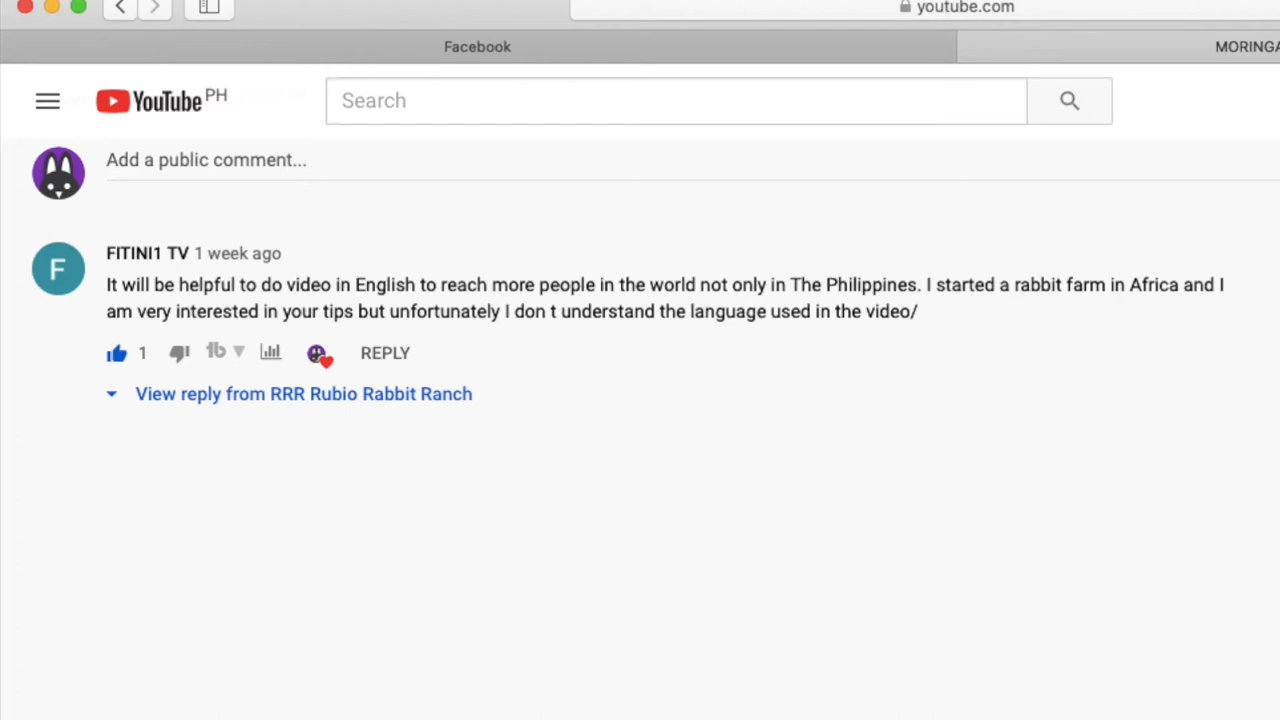 youtube.com
Facebook
MORINGA
YouTube PH
Search
Add a public comment...
F
FITINI1 TV 1 week ago
It will be helpful to do video in English to reach more people in the world not only in The Philippines. I started a rabbit farm in Africa and I
am very interested in your tips but unfortunately I don t understand the language used in the video/
1 tb REPLY
View reply from RRR Rubio Rabbit Ranch